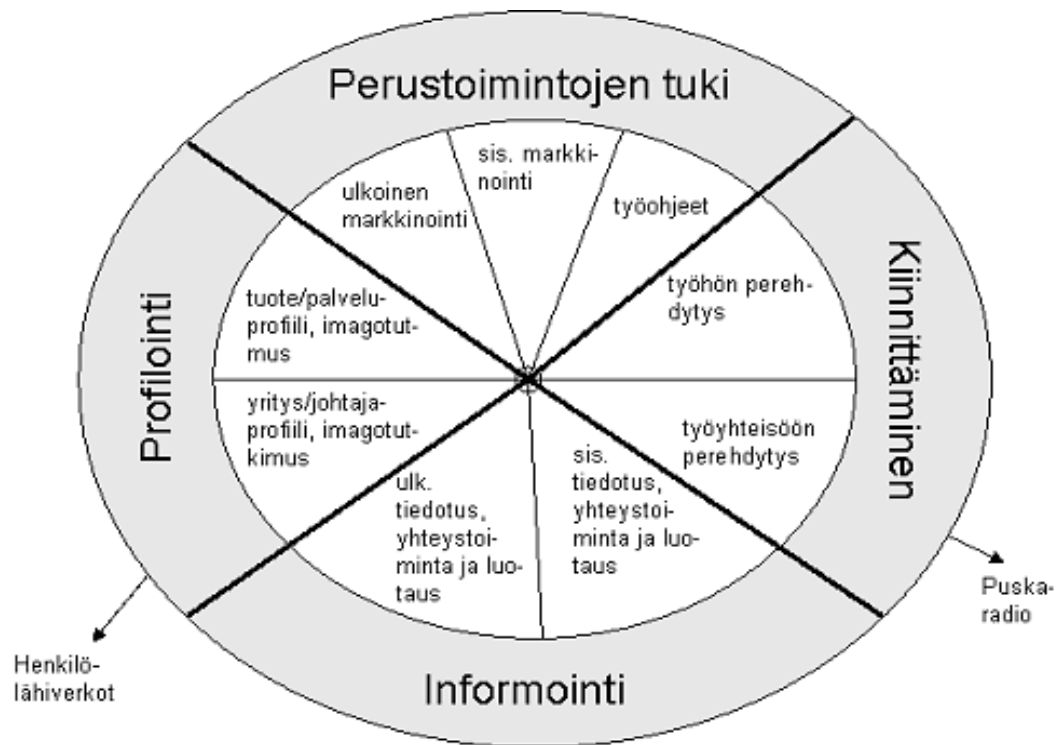 Perustoimintojen tuki
sis. markki-
nointi
ulkoinen
markkinointi
työohjeet
Kiinnittäminen
työhön pereh-
dytys
tuote/palvelu-
profiili, imagotut-
mus
Profilointi
yritys/johtaja-
profiili, imagotut-
kimus
työyhteisöön
perehdytys
ulk.
tiedotus,
yhteystoi-
minta ja luo-
taus
sis.
tiedotus,
yhteystoi-
minta ja luo-
taus
Puska-
radio
Henkilö-
lähiverkot
Informointi